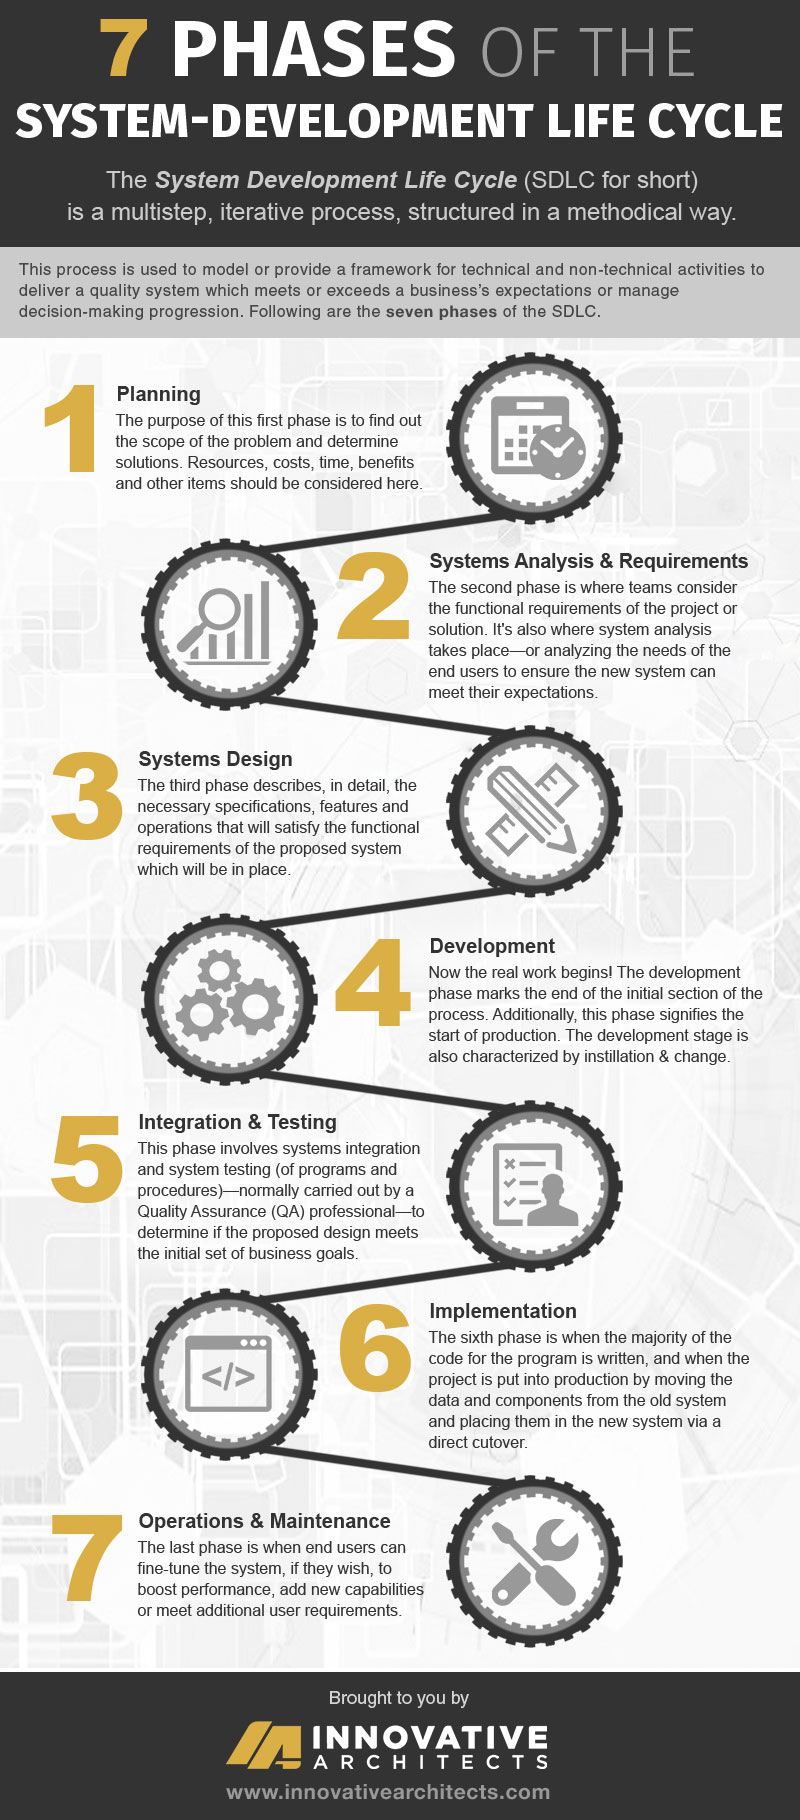 7 PHASES OF THE
SYSTEM-DEVELOPMENT LIFE CYCLE
The System Development Life Cycle (SDLC for short)
is a multistep, iterative process, structured in a methodical way.
This process is used to model or provide a framework for technical and non-technical activities to
deliver a quality system which meets or exceeds a business's expectations or manage
decision-making progression. Following are the seven phases of the SDLC.
1
Planning
The purpose of this first phase is to find out
the scope of the problem and determine
solutions. Resources, costs, time, benefits
and other items should be considered here.
2
Systems Analysis & Requirements
The second phase is where teams consider
the functional requirements of the project or
solution. It's also where system analysis
takes place—or analyzing the needs of the
end users to ensure the new system can
meet their expectations.
3
Systems Design
The third phase describes, in detail, the
necessary specifications, features and
operations that will satisfy the functional
requirements of the proposed system
which will be in place.
4
Development
Now the real work begins! The development
phase marks the end of the initial section of the
process. Additionally, this phase signifies the
start of production. The development stage is
also characterized by instillation & change.
5
Integration & Testing
This phase involves systems integration
and system testing (of programs and
procedures)—normally carried out by a
Quality Assurance (QA) professional—to
determine if the proposed design meets
the initial set of business goals.
6
Implementation
The sixth phase is when the majority of the
code for the program is written, and when the
project is put into production by moving the
data and components from the old system
and placing them in the new system via a
direct cutover.
</>
7
Operations & Maintenance
The last phase is when end users can
fine-tune the system, if they wish, to
boost performance, add new capabilities
or meet additional user requirements.
Brought to you by
INNOVATIVE
ARCHITECTS
www.innovativearchitects.com